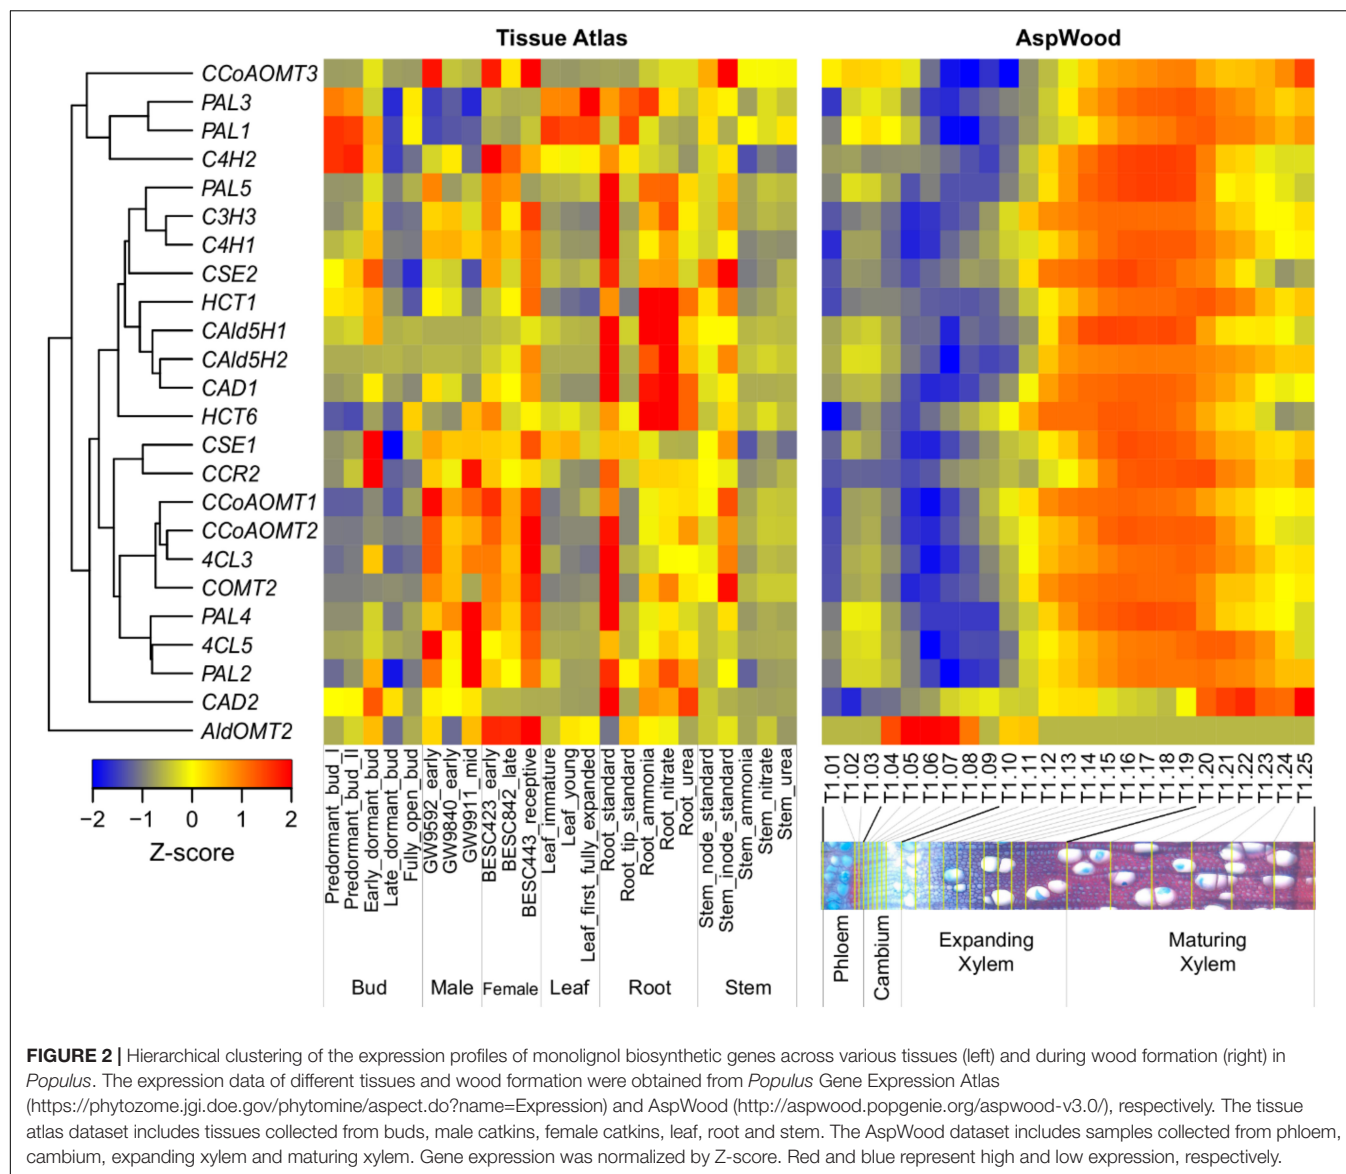 Tissue Atlas
AspWood
CCoAOMT3
PAL3
PAL1
C4H2
PAL5
C3H3
C4H1
CSE2
HCT1
CAld5H1
CAld5H2
CAD1
HCT6
CSE1
CCR2
CCoAOMT1
CCoAOMT2
4CL3
COMT2
PAL4
4CL5
PAL2
CAD2
AldOMT2
−2 −1 0 1 2
Z-score
Predormant_bud_I
Predormant_bud_II
Early_dormant_bud
Late_dormant_bud
Fully_open_bud
GW9592_early
GW9840_early
GW9911_mid
BESC423_early
BESC842_late
BESC443_receptive
Leaf_immature
Leaf_young
Leaf_first_fully_expanded
Root_standard
Root_tip_standard
Root_ammonia
Root_nitrate
Root_urea
Stem_node_standard
Stem_inode_standard
Stem_ammonia
Stem_nitrate
Stem_urea
Bud
Male
Female
Leaf
Root
Stem
T1.01
T1.02
T1.03
T1.04
T1.05
T1.06
T1.07
T1.08
T1.09
T1.10
T1.11
T1.12
T1.13
T1.14
T1.15
T1.16
T1.17
T1.18
T1.19
T1.20
T1.21
T1.22
T1.23
T1.24
T1.25
Phloem
Cambium
Expanding
Xylem
Maturing
Xylem
FIGURE 2 | Hierarchical clustering of the expression profiles of monolignol biosynthetic genes across various tissues (left) and during wood formation (right) in
Populus. The expression data of different tissues and wood formation were obtained from Populus Gene Expression Atlas
(https://phytozome.jgi.doe.gov/phytomine/aspect.do?name=Expression) and AspWood (http://aspwood.popgenie.org/aspwood-v3.0/), respectively. The tissue
atlas dataset includes tissues collected from buds, male catkins, female catkins, leaf, root and stem. The AspWood dataset includes samples collected from phloem,
cambium, expanding xylem and maturing xylem. Gene expression was normalized by Z-score. Red and blue represent high and low expression, respectively.